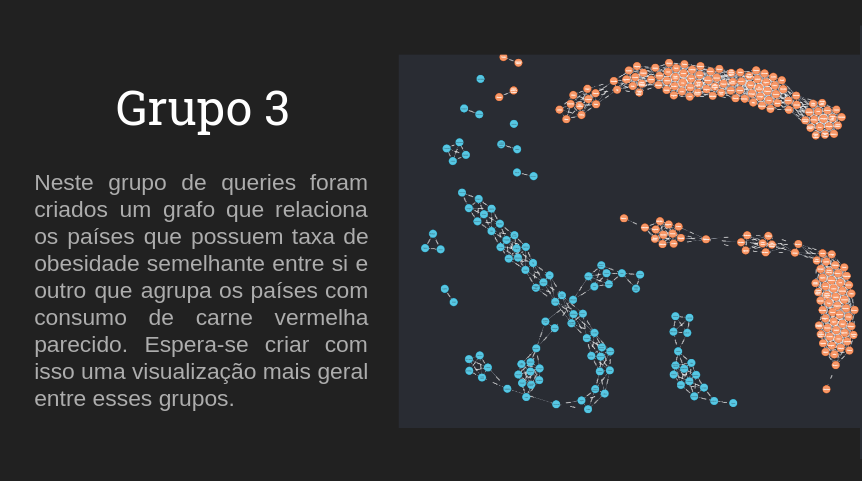 Grupo 3
Neste grupo de queries foram
criados um grafo que relaciona
os países que possuem taxa de
obesidade semelhante entre si e
outro que agrupa os países com
consumo de carne vermelha
parecido. Espera-se criar com
isso uma visualização mais geral
entre esses grupos.